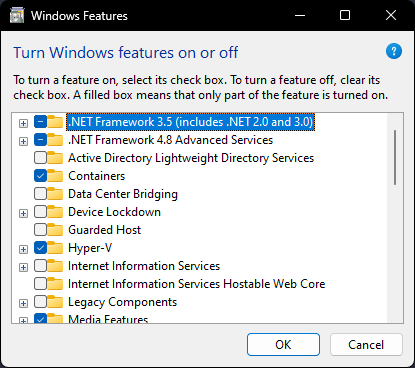 Windows Features
Turn Windows features on or off
To turn a feature on, select its check box. To turn a feature off, clear its
check box. A filled box means that only part of the feature is turned on.
.NET Framework 3.5 (includes .NET 2.0 and 3.0)
.NET Framework 4.8 Advanced Services
Active Directory Lightweight Directory Services
Containers
Data Center Bridging
Device Lockdown
Guarded Host
Hyper-V
Internet Information Services
Internet Information Services Hostable Web Core
Legacy Components
Media Features
OK
Cancel